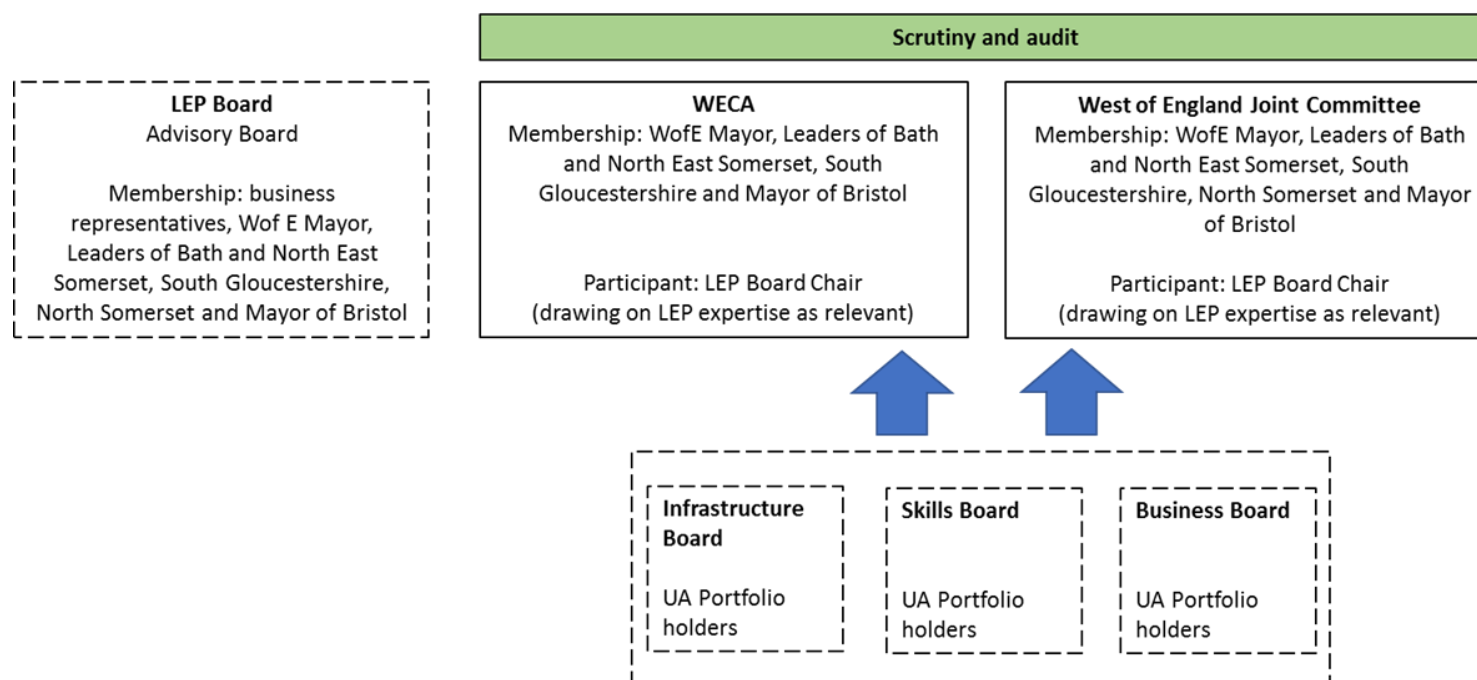 Scrutiny and audit
LEP Board
Advisory Board
Membership: business
representatives, Wof E Mayor,
Leaders of Bath and North East
Somerset, South Gloucestershire,
North Somerset and Mayor of Bristol
WECA
Membership: WofE Mayor, Leaders of Bath
and North East Somerset, South
Gloucestershire and Mayor of Bristol
Participant: LEP Board Chair
(drawing on LEP expertise as relevant)
West of England Joint Committee
Membership: WofE Mayor, Leaders of Bath
and North East Somerset, South
Gloucestershire, North Somerset and Mayor
of Bristol
Participant: LEP Board Chair
(drawing on LEP expertise as relevant)
Infrastructure
Board
UA Portfolio
holders
Skills Board
UA Portfolio
holders
Business Board
UA Portfolio
holders